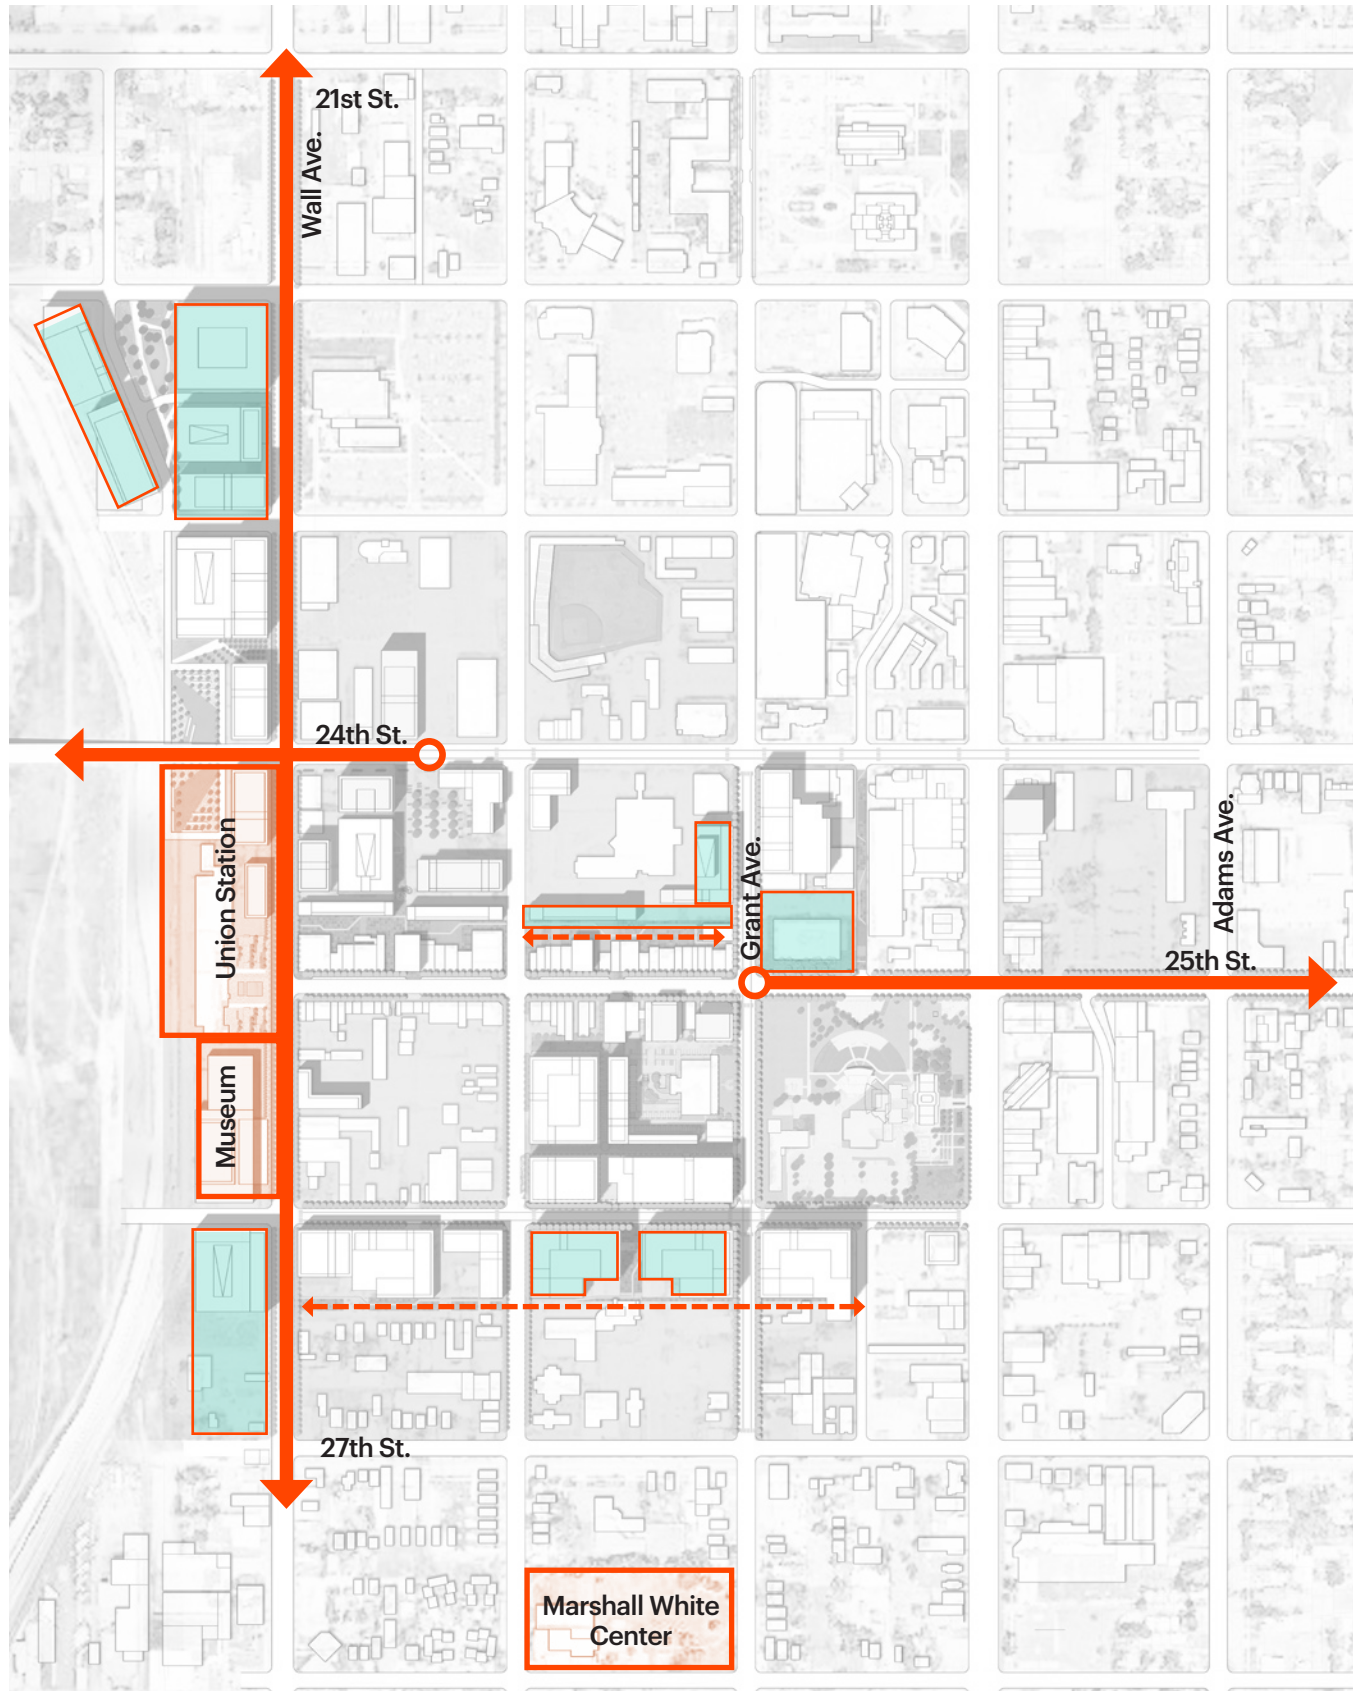 21st St.
Wall Ave.
24th St.
Union Station
Grant Ave.
Adams Ave.
25th St.
Museum
27th St.
Marshall White
Center